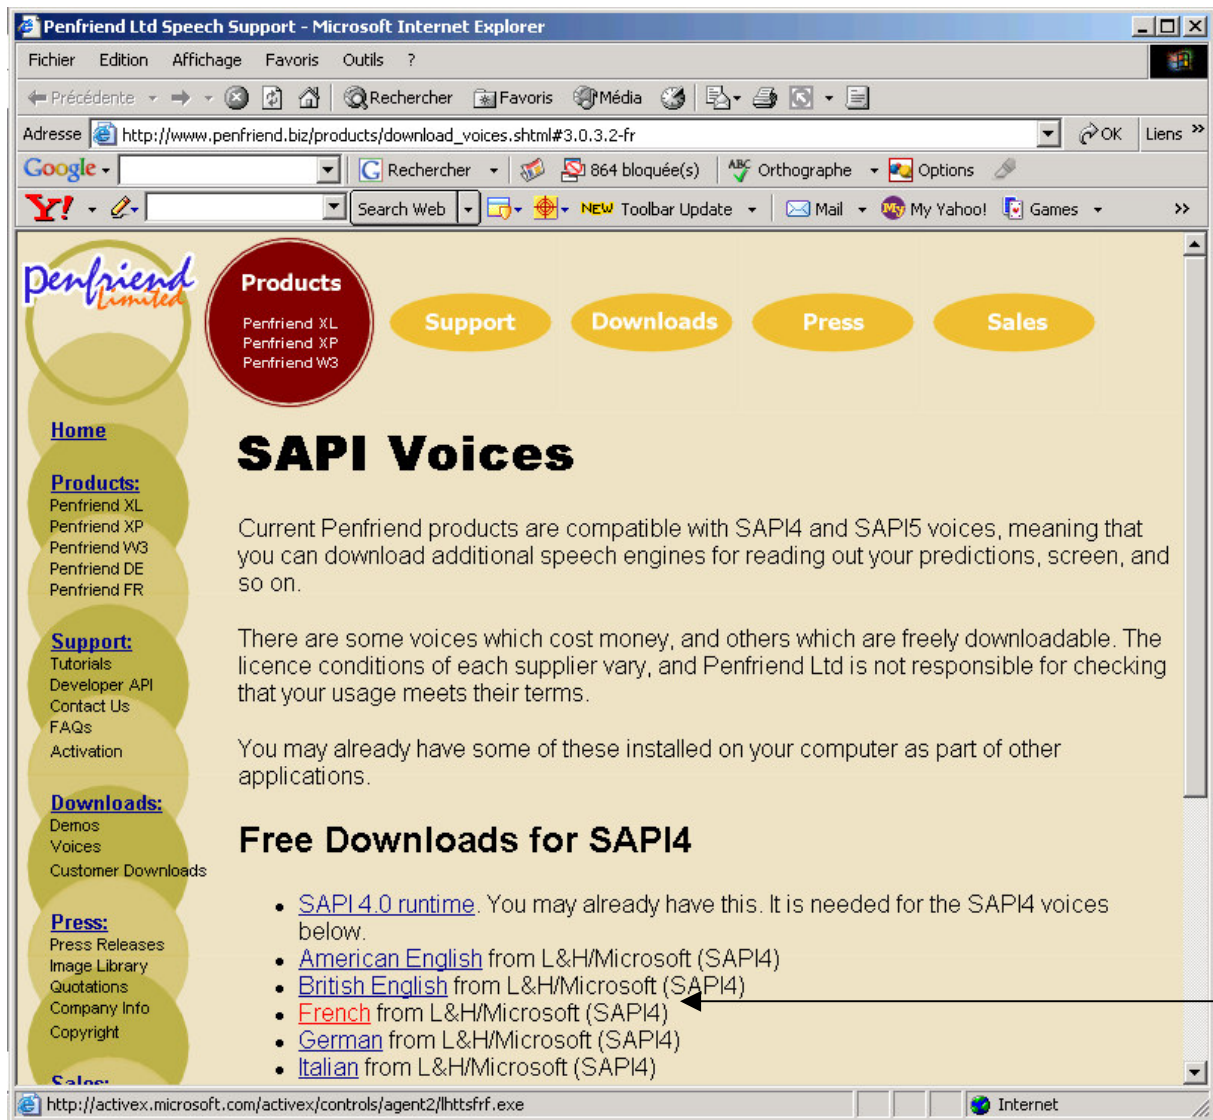 Penfriend Ltd Speech Support - Microsoft Internet Explorer
Fichier Edition Affichage Favoris Outils ?
Précédente Rechercher Favoris Média
Adresse http://www.penfriend.biz/products/download_voices.shtml#3.0.3.2-fr OK Liens »
Google G Rechercher 864 bloquée(s) ABC Orthographe Options
Y! Search Web NEW Toolbar Update Mail My My Yahoo! Games »
Penfriend Limited
Products
Penfriend XL
Penfriend XP
Penfriend W3
Support Downloads Press Sales
Home
Products:
Penfriend XL
Penfriend XP
Penfriend W3
Penfriend DE
Penfriend FR
Support:
Tutorials
Developer API
Contact Us
FAQs
Activation
Downloads:
Demos
Voices
Customer Downloads
Press:
Press Releases
Image Library
Quotations
Company Info
Copyright
Sales:
SAPI Voices
Current Penfriend products are compatible with SAPI4 and SAPI5 voices, meaning that
you can download additional speech engines for reading out your predictions, screen, and
so on.
There are some voices which cost money, and others which are freely downloadable. The
licence conditions of each supplier vary, and Penfriend Ltd is not responsible for checking
that your usage meets their terms.
You may already have some of these installed on your computer as part of other
applications.
Free Downloads for SAPI4
• SAPI 4.0 runtime. You may already have this. It is needed for the SAPI4 voices
below.
• American English from L&H/Microsoft (SAPI4)
• British English from L&H/Microsoft (SAPI4)
• French from L&H/Microsoft (SAPI4)
• German from L&H/Microsoft (SAPI4)
• Italian from L&H/Microsoft (SAPI4)
http://activex.microsoft.com/activex/controls/agent2/lhttsfrf.exe Internet